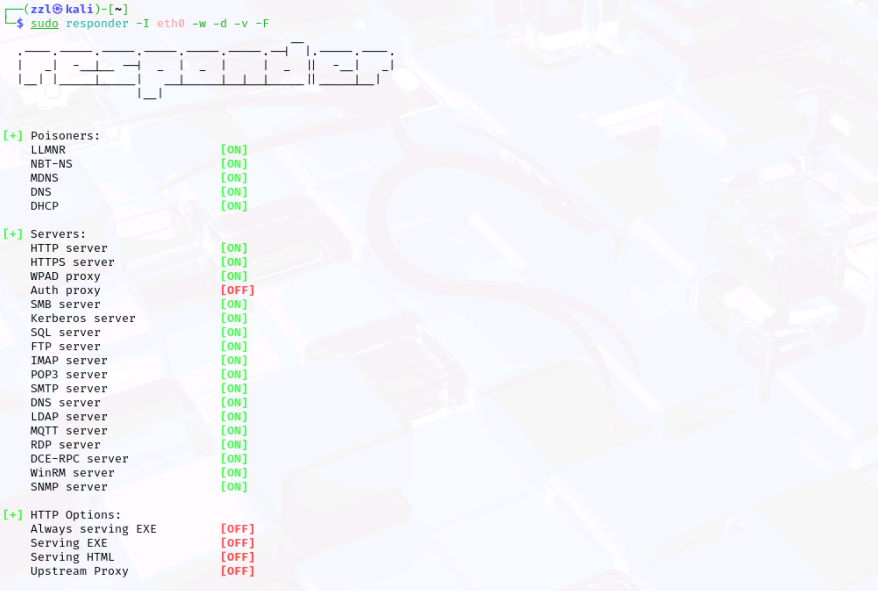 ┌──(zzl㉿kali)-[~]
└─$ sudo responder -I eth0 -w -d -v -F
[+] Poisoners:
LLMNR [ON]
NBT-NS [ON]
MDNS [ON]
DNS [ON]
DHCP [ON]
[+] Servers:
HTTP server [ON]
HTTPS server [ON]
WPAD proxy [ON]
Auth proxy [OFF]
SMB server [ON]
Kerberos server [ON]
SQL server [ON]
FTP server [ON]
IMAP server [ON]
POP3 server [ON]
SMTP server [ON]
DNS server [ON]
LDAP server [ON]
MQTT server [ON]
RDP server [ON]
DCE-RPC server [ON]
WinRM server [ON]
SNMP server [ON]
[+] HTTP Options:
Always serving EXE [OFF]
Serving EXE [OFF]
Serving HTML [OFF]
Upstream Proxy [OFF]